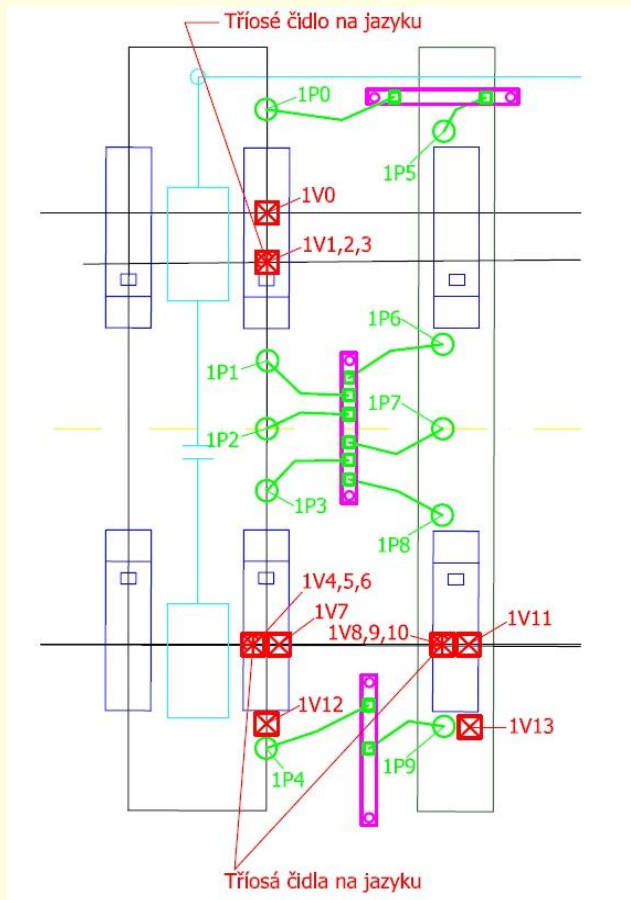 Tříosé čidlo na jazyku
1P0
1P5
1V0
1V1,2,3
1P6
1P1
1P7
1P2
1P3
1P8
1V4,5,6
1V7
1V8,9,10
1V11
1V12
1V13
1P4
1P9
Tříosá čidla na jazyku